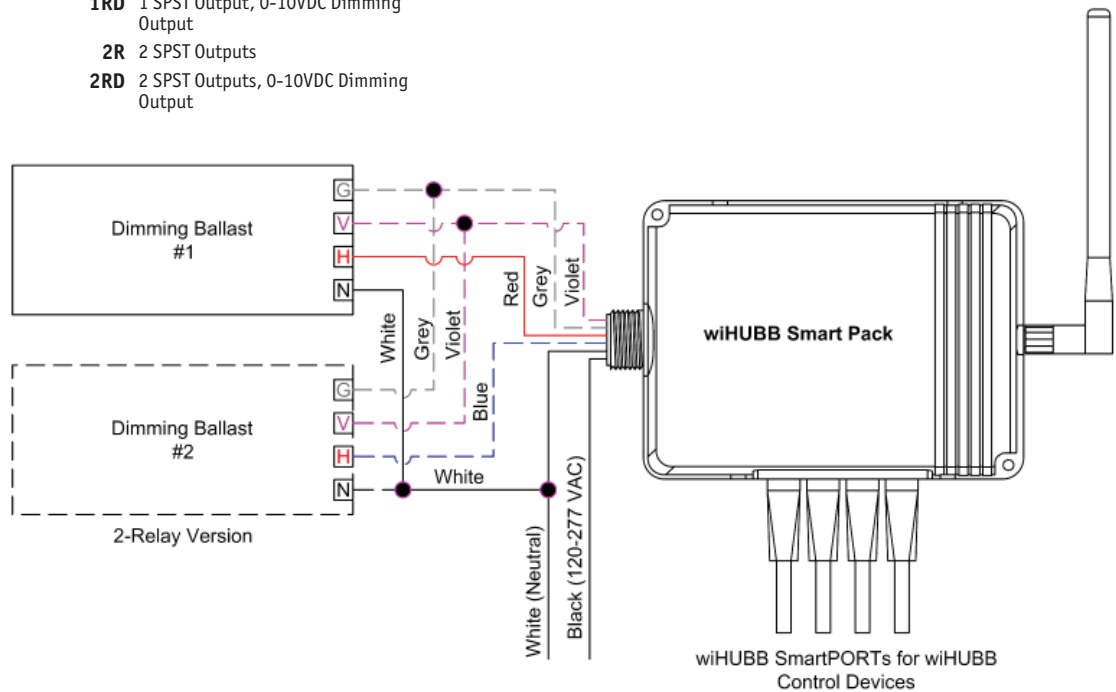 1RD 1 SPST Output, 0-10VDC Dimming
Output
2R 2 SPST Outputs
2RD 2 SPST Outputs, 0-10VDC Dimming
Output
Dimming Ballast
#1
G
V
H
N
White
Grey
Violet
Red
Grey
Violet
Blue
wiHUBB Smart Pack
Dimming Ballast
#2
G
V
H
N
White
2-Relay Version
White (Neutral)
Black (120-277 VAC)
wiHUBB SmartPORTs for wiHUBB
Control Devices